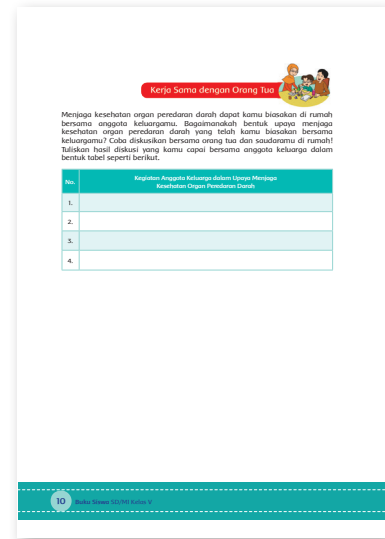 Kerja Sama dengan Orang Tua
Menjaga kesehatan organ peredaran darah dapat kamu biasakan di rumah
bersama anggota keluargamu. Bagaimanakah bentuk upaya menjaga
kesehatan organ peredaran darah yang telah kamu biasakan bersama
keluargamu? Coba diskusikan bersama orang tua dan saudaramu di rumah!
Tuliskan hasil diskusi yang kamu capai bersama anggota keluarga dalam
bentuk tabel seperti berikut.
No. Kegiatan Anggota Keluarga dalam Upaya Menjaga
Kesehatan Organ Peredaran Darah
1.
2.
3.
4.
10 Buku Siswa SD/MI Kelas V